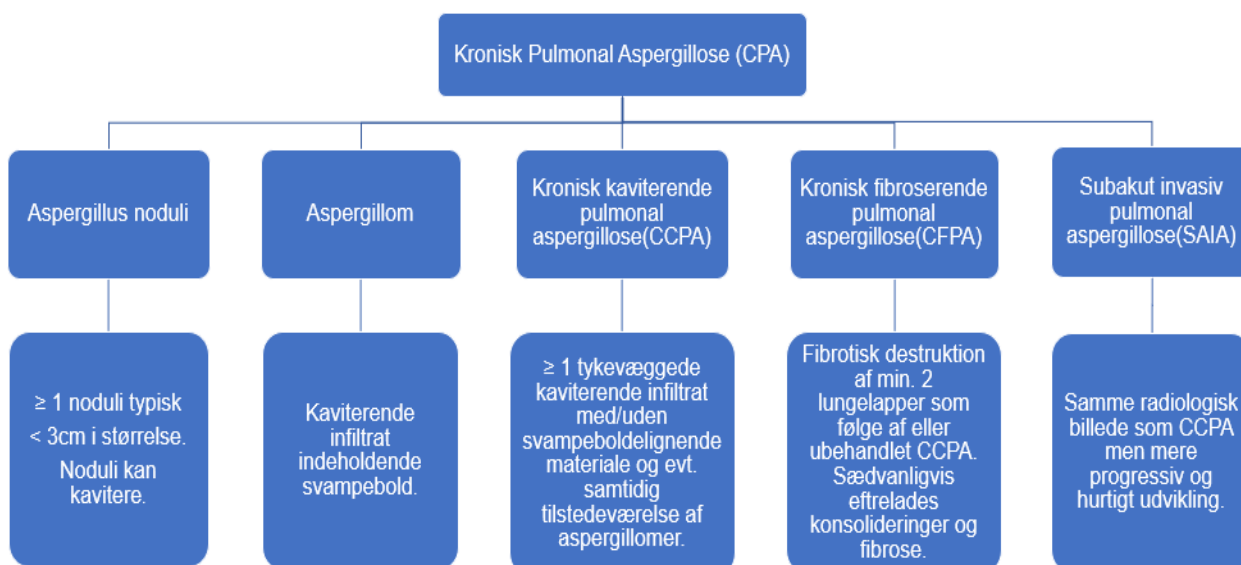 Kronisk Pulmonal Aspergillose (CPA)
Aspergillus noduli
Aspergillom
Kronisk kaviterende
pulmonal
aspergillose(CCPA)
Kronisk fibroserende
pulmonal
aspergillose(CFPA)
Subakut invasiv
pulmonal
aspergillose(SAIA)
≥ 1 noduli typisk
< 3cm i størrelse.
Noduli kan
kavitere.
Kaviterende
infiltrat
indeholdende
svampebold.
≥ 1 tykevæggede
kaviterende infiltrat
med/uden
svampeboldelignende
materiale og evt.
samtidig
tilstedeværelse af
aspergillomer.
Fibrotisk destruktion
af min. 2
lungelapper som
følge af eller
ubehandlet CCPA.
Sædvanligvis
eftrelades
konsolideringer og
fibrose.
Samme radiologisk
billede som CCPA
men mere
progressiv og
hurtigt udvikling.